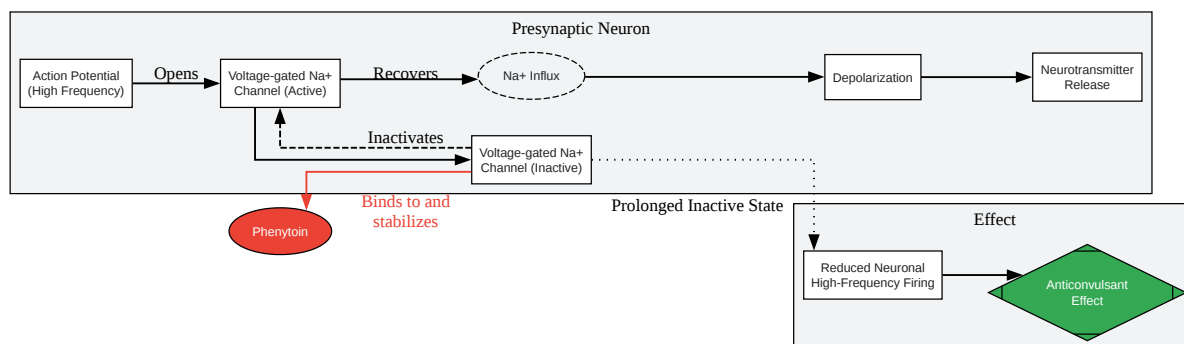 Presynaptic Neuron
Action Potential
(High Frequency)
Opens
Voltage-gated Na+
Channel (Active)
Recovers
Na+ Influx
Depolarization
Neurotransmitter
Release
Inactivates
Voltage-gated Na+
Channel (Inactive)
Binds to and
stabilizes
Phenytoin
Prolonged Inactive State
Effect
Reduced Neuronal
High-Frequency Firing
Anticonvulsant
Effect